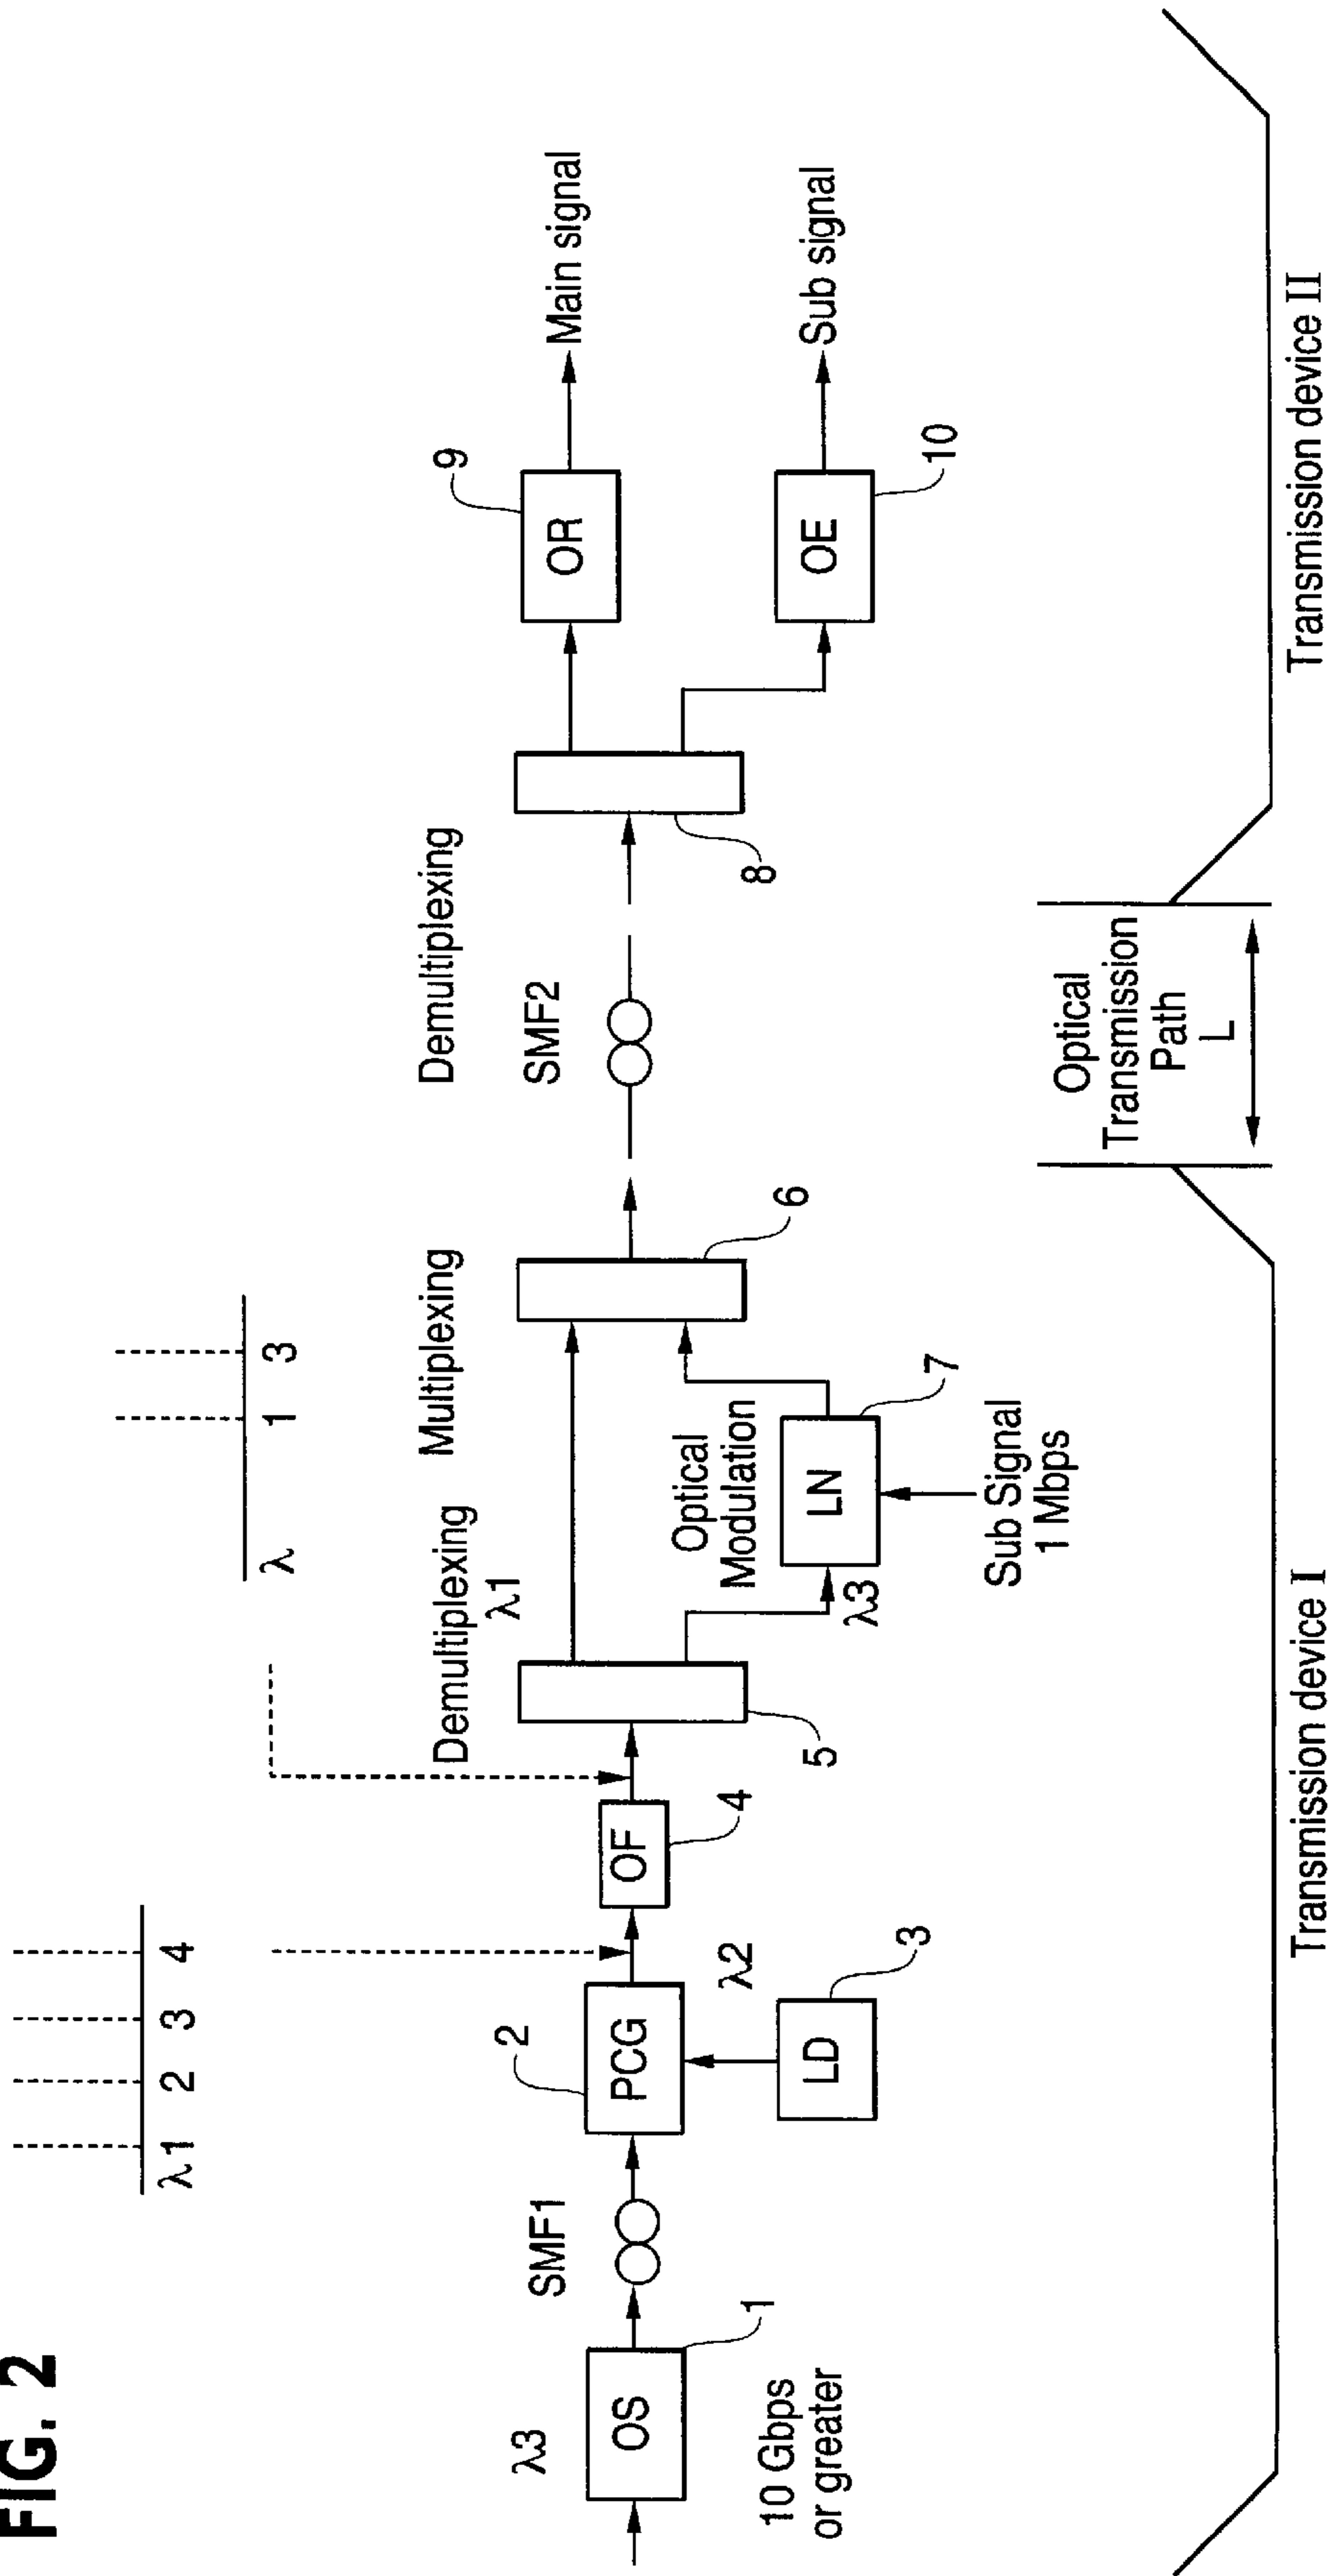 FIG. 2
λ1 2 3 4
λ 1 3
Demultiplexing
Multiplexing
Demultiplexing
λ3
SMF1
2
λ1
SMF2
9
OS
PCG
OF
OR
Main signal
1
4
10 Gbps
or greater
λ2
LD
3
5
Optical
Modulation
6
8
λ3
LN
7
OE
10
Sub signal
Sub Signal
1 Mbps
Optical
Transmission
Path
L
Transmission device I
Transmission device II